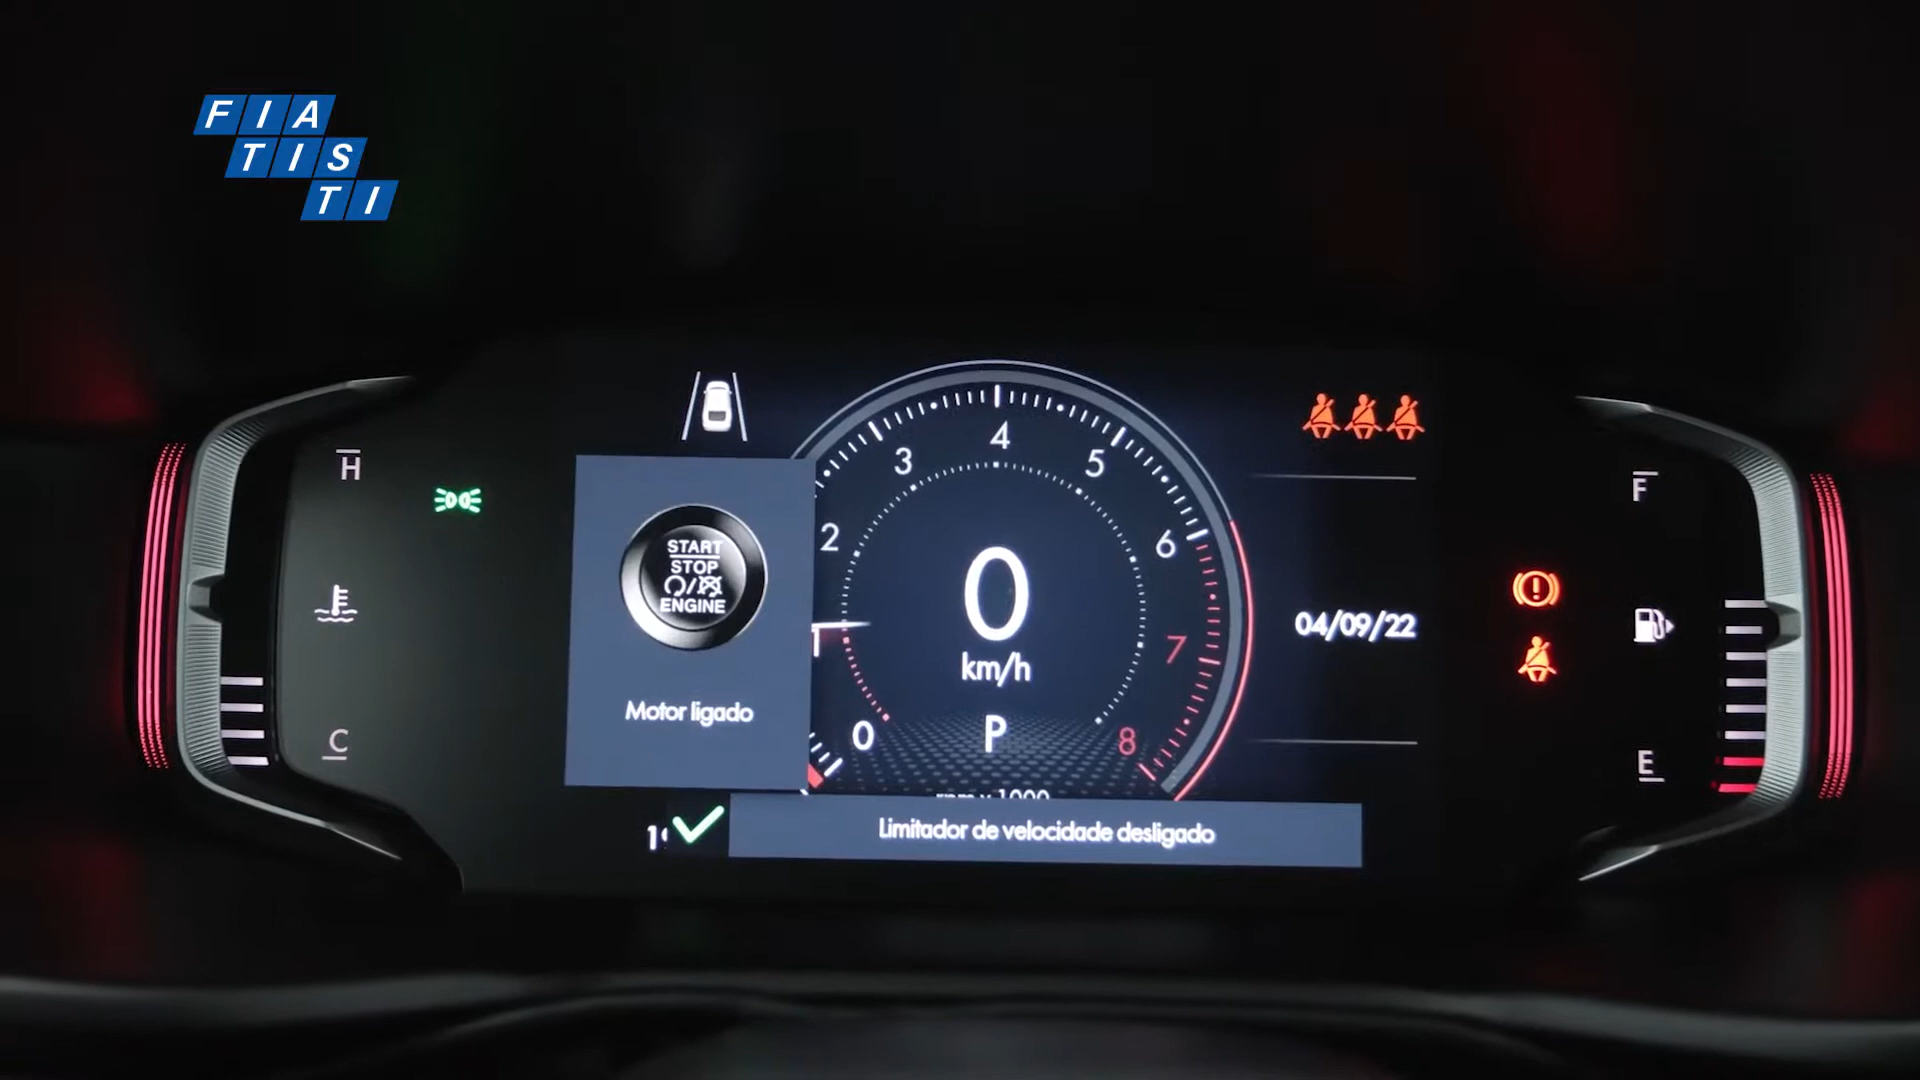 FIA
TIS
TI
H
C
START
STOP
ENGINE
Motor ligado
0
1
2
3
4
5
6
7
8
0
km/h
P
04/09/22
F
E
Limitador de velocidade desligado